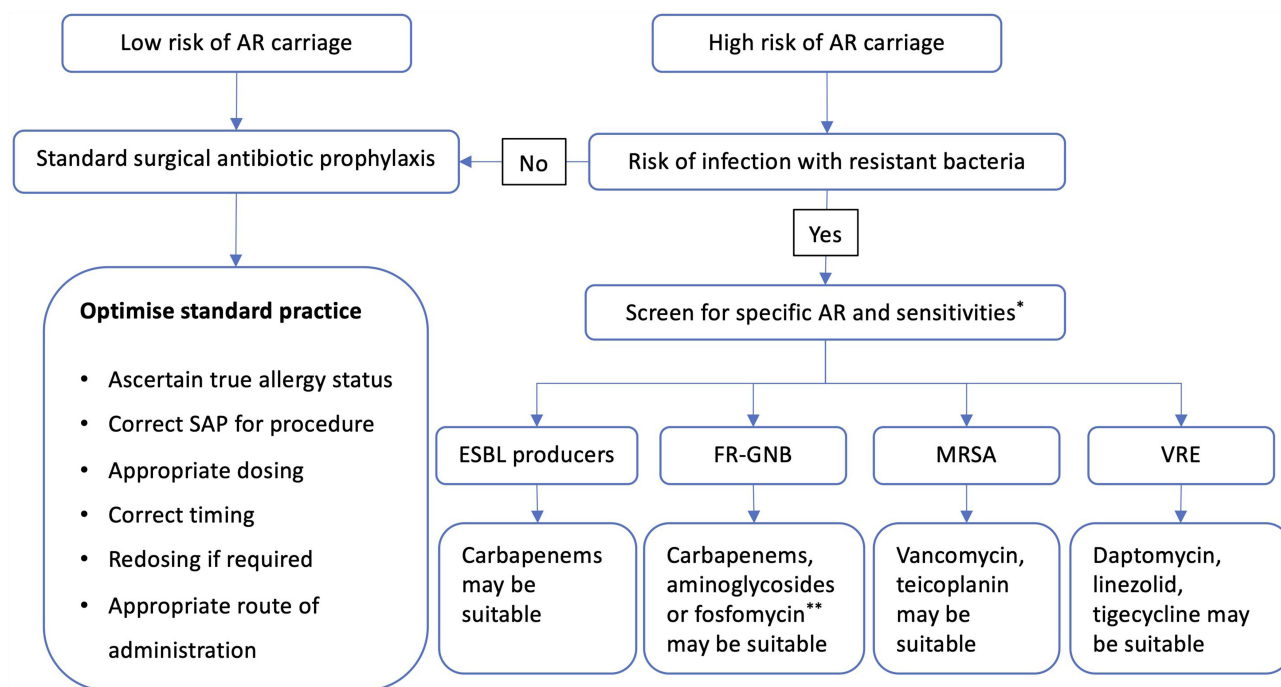 Low risk of AR carriage
High risk of AR carriage
Standard surgical antibiotic prophylaxis
No
Risk of infection with resistant bacteria
Yes
Screen for specific AR and sensitivities*
Optimise standard practice
• Ascertain true allergy status
• Correct SAP for procedure
• Appropriate dosing
• Correct timing
• Redosing if required
• Appropriate route of
administration
ESBL producers
FR-GNB
MRSA
VRE
Carbapenems
may be
suitable
Carbapenems,
aminoglycosides
or fosfomycin**
may be suitable
Vancomycin,
teicoplanin
may be
suitable
Daptomycin,
linezolid,
tigecycline may
be suitable